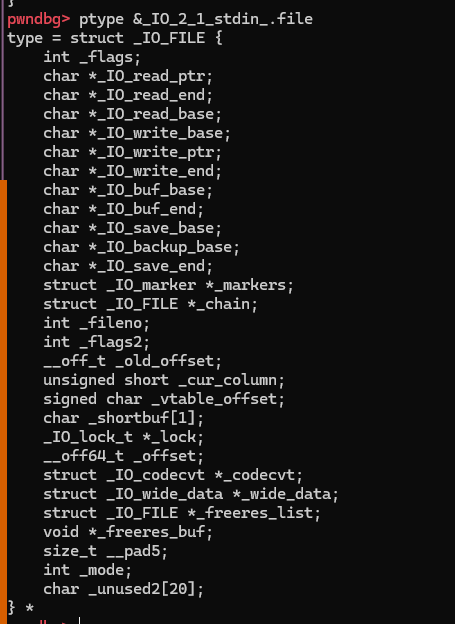 }
pwndbg> ptype &_IO_2_1_stdin_.file
type = struct _IO_FILE {
    int _flags;
    char *_IO_read_ptr;
    char *_IO_read_end;
    char *_IO_read_base;
    char *_IO_write_base;
    char *_IO_write_ptr;
    char *_IO_write_end;
    char *_IO_buf_base;
    char *_IO_buf_end;
    char *_IO_save_base;
    char *_IO_backup_base;
    char *_IO_save_end;
    struct _IO_marker *_markers;
    struct _IO_FILE *_chain;
    int _fileno;
    int _flags2;
    __off_t _old_offset;
    unsigned short _cur_column;
    signed char _vtable_offset;
    char _shortbuf[1];
    _IO_lock_t *_lock;
    __off64_t _offset;
    struct _IO_codecvt *_codecvt;
    struct _IO_wide_data *_wide_data;
    struct _IO_FILE *_freeres_list;
    void *_freeres_buf;
    size_t __pad5;
    int _mode;
    char _unused2[20];
} *